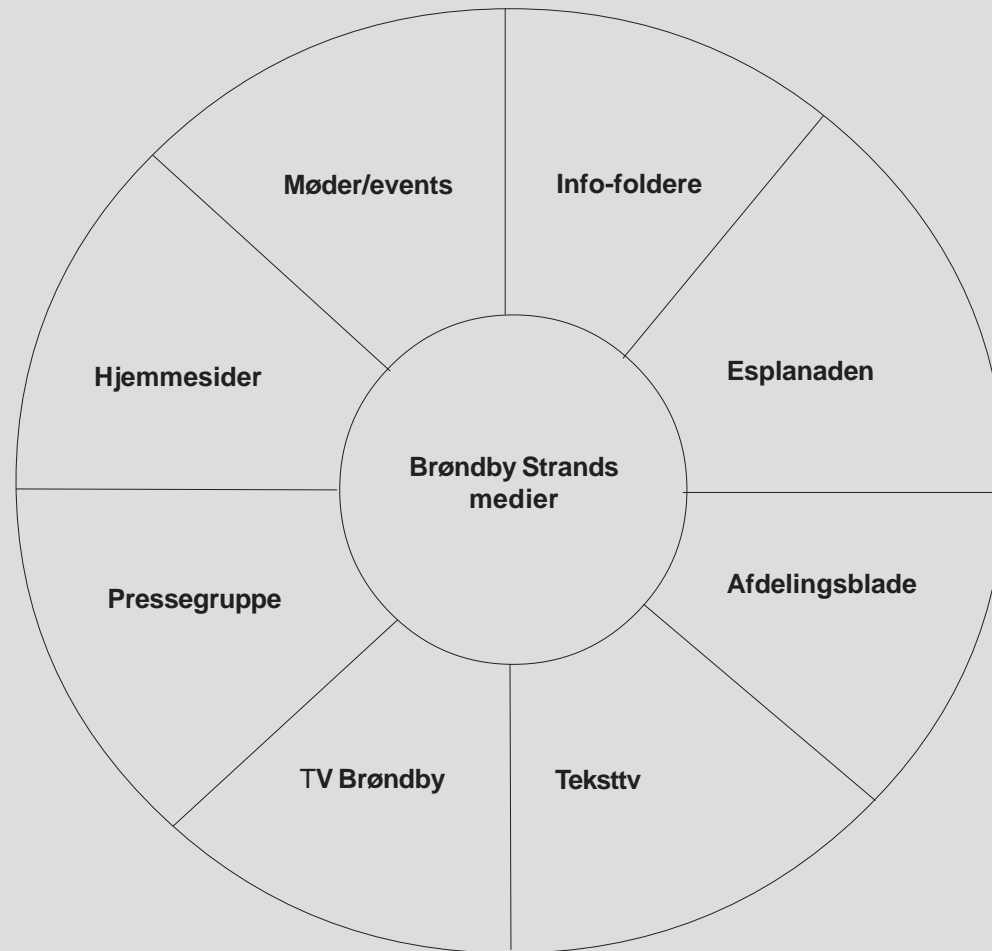 Møder/events
Info-foldere
Hjemmesider
Esplanaden
Brøndby Strands
medier
Pressegruppe
Afdelingsblade
TV Brøndby
Teksttv